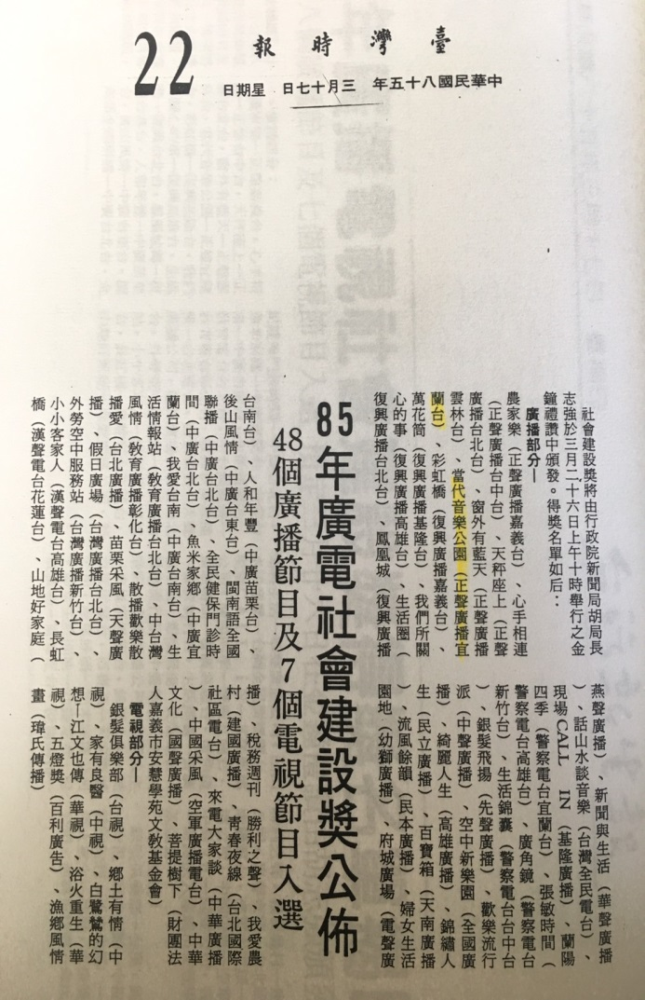 臺灣時報
中華民國八十五年 三月十七日 星期日
22
85年廣電社會建設獎公佈
48個廣播節目及7個電視節目入選
社會建設獎將由行政院新聞局胡局長
志強於三月二十六日上午十時舉行之金
鐘禮讚中頒發。得獎名單如后：
廣播部分—
農家樂（正聲廣播嘉義台）、心手相連
（正聲廣播台中台）、天秤座上（正聲
廣播台北台）、窗外有藍天（正聲廣播
雲林台）、當代音樂公園（正聲廣播宜
蘭台）、彩虹橋（復興廣播嘉義台）、
萬花筒（復興廣播基隆台）、我們所關
心的事（復興廣播高雄台）、生活圈（
復興廣播台北台）、鳳凰城（復興廣播
台南台）、人和年豐（中廣苗栗台）、
後山風情（中廣台東台）、閩南語全國
聯播（中廣台北台）、全民健保門診時
間（中廣台北台）、魚米家鄉（中廣宜
蘭台）、我愛台南（中廣台南台）、生
活情報站（教育廣播台北台）、中台灣
風情（教育廣播彰化台）、散播歡樂散
播愛（台北廣播）、苗栗采風（天聲廣
播）、假日廣場（台灣廣播台北台）、
外勞空中服務站（台灣廣播新竹台）、
小小客家人（漢聲電台高雄台）、長虹
橋（漢聲電台花蓮台）、山地好家庭（
燕聲廣播）、新聞與生活（華聲廣播
）、話山水談音樂（台灣全民電台）、
現場CALL IN（基隆廣播）、蘭陽
四季（警察電台宜蘭台）、張敏時間（
警察電台高雄台）、廣角鏡（警察電台
新竹台）、生活錦囊（警察電台台中台
）、銀髮飛揚（先聲廣播）、歡樂流行
派（中聲廣播）、空中新樂園（全國廣
播）、綺麗人生（高雄廣播）、錦繡人
生（民立廣播）、百寶箱（天南廣播
）、流風餘韻（民本廣播）、婦女生活
園地（幼獅廣播）、府城廣場（電聲廣
播）、稅務週刊（勝利之聲）、我愛農
村（建國廣播）、靑春夜線（台北國際
社區電台）、來電大家談（中華廣播
）、中國采風（空軍廣播電台）、中華
文化（國聲廣播）、菩提樹下（財團法
人嘉義市安慧學苑文教基金會）
電視部分—
銀髮俱樂部（台視）、鄉土有情（中
視）、家有良醫（中視）、白鷺鷥的幻
想—江文也傳（華視）、浴火重生（華
視）、五燈獎（百利廣告）、漁鄉風情
畫（瑋氏傳播）